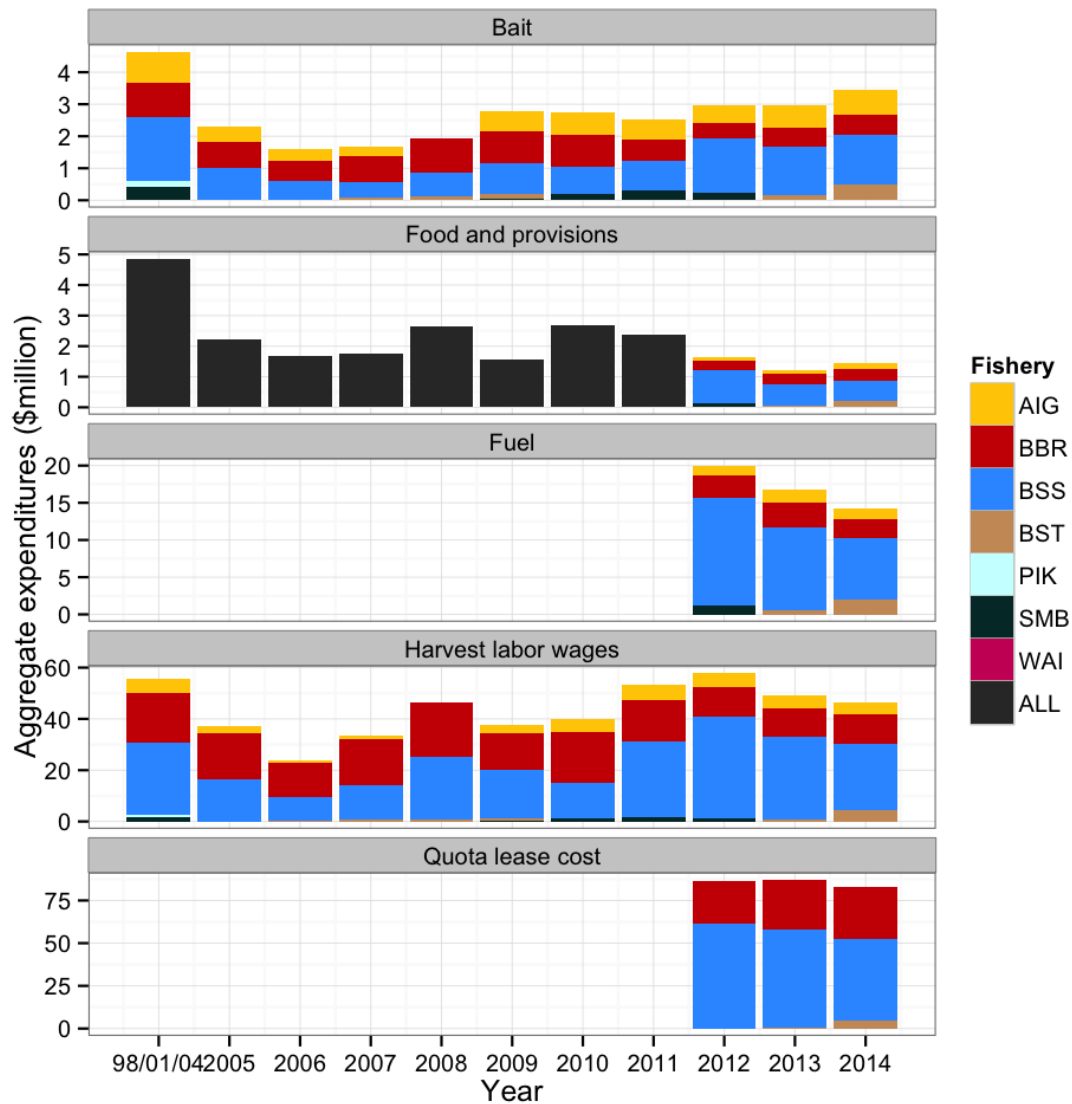 Bait
4
3
2
1
0
Food and provisions
5
4
3
2
1
0
Fuel
20
15
10
5
0
Harvest labor wages
60
40
20
0
Quota lease cost
75
50
25
0
Aggregate expenditures ($million)
98/01/04 2005 2006 2007 2008 2009 2010 2011 2012 2013 2014
Year
Fishery
AIG
BBR
BSS
BST
PIK
SMB
WAI
ALL